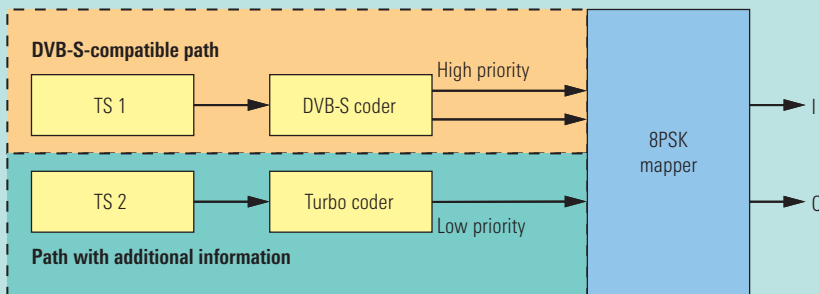 DVB-S-compatible path
High priority
TS 1
DVB-S coder
I
8PSK
mapper
TS 2
Turbo coder
Low priority
Path with additional information